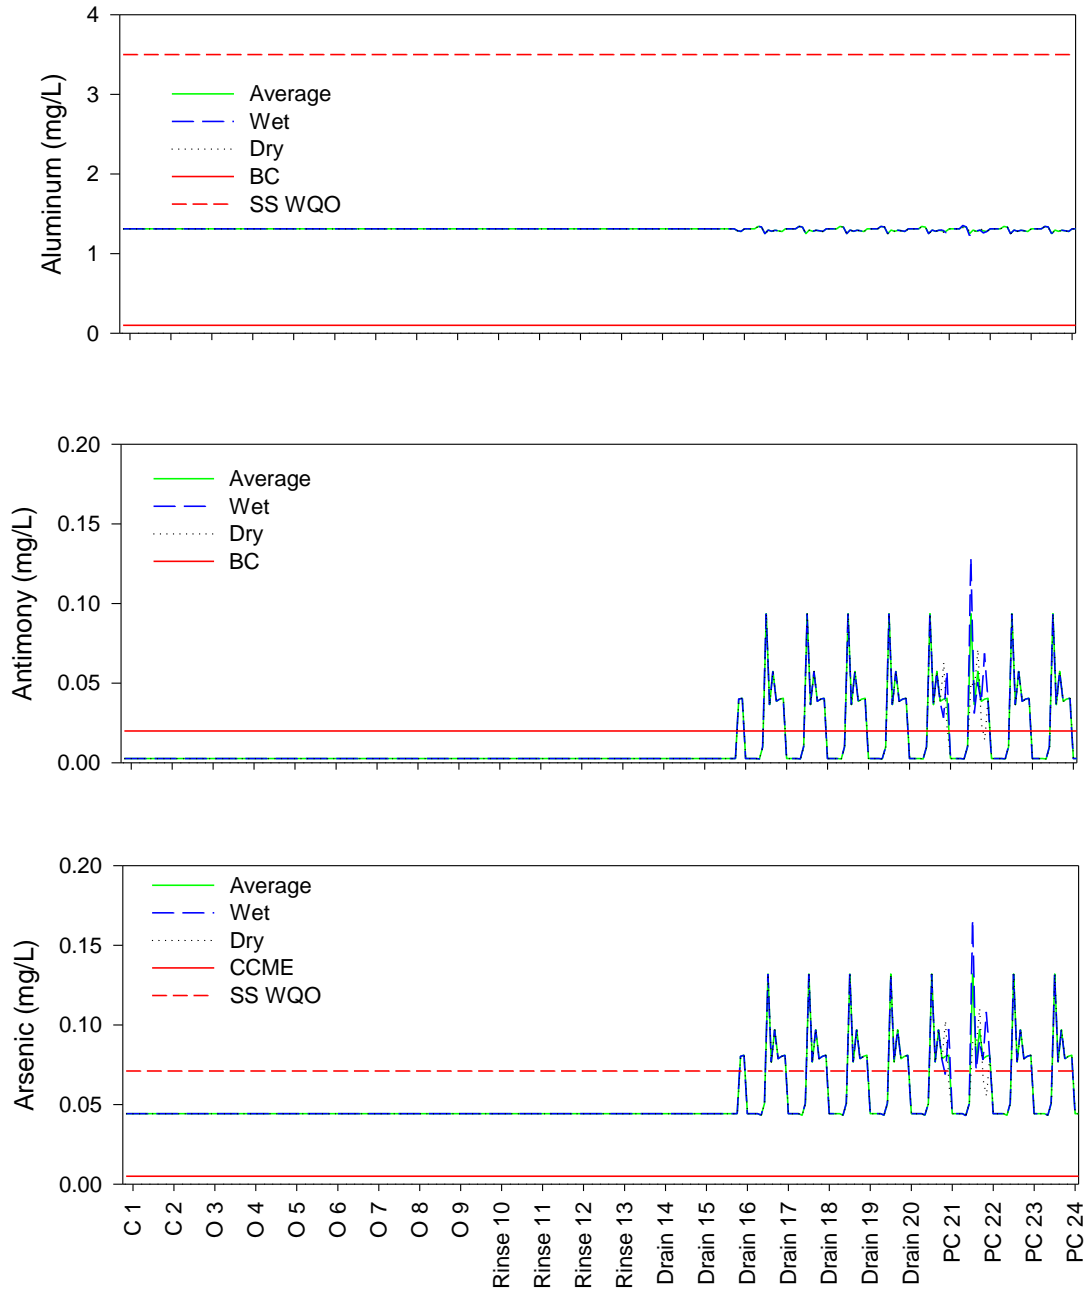 4
3
2
1
0
Aluminum (mg/L)
Average
Wet
Dry
BC
SS WQO
0.20
0.15
0.10
0.05
0.00
Antimony (mg/L)
Average
Wet
Dry
BC
0.20
0.15
0.10
0.05
0.00
Arsenic (mg/L)
Average
Wet
Dry
CCME
SS WQO
C 1
C 2
O 3
O 4
O 5
O 6
O 7
O 8
O 9
Rinse 10
Rinse 11
Rinse 12
Rinse 13
Drain 14
Drain 15
Drain 16
Drain 17
Drain 18
Drain 19
Drain 20
PC 21
PC 22
PC 23
PC 24